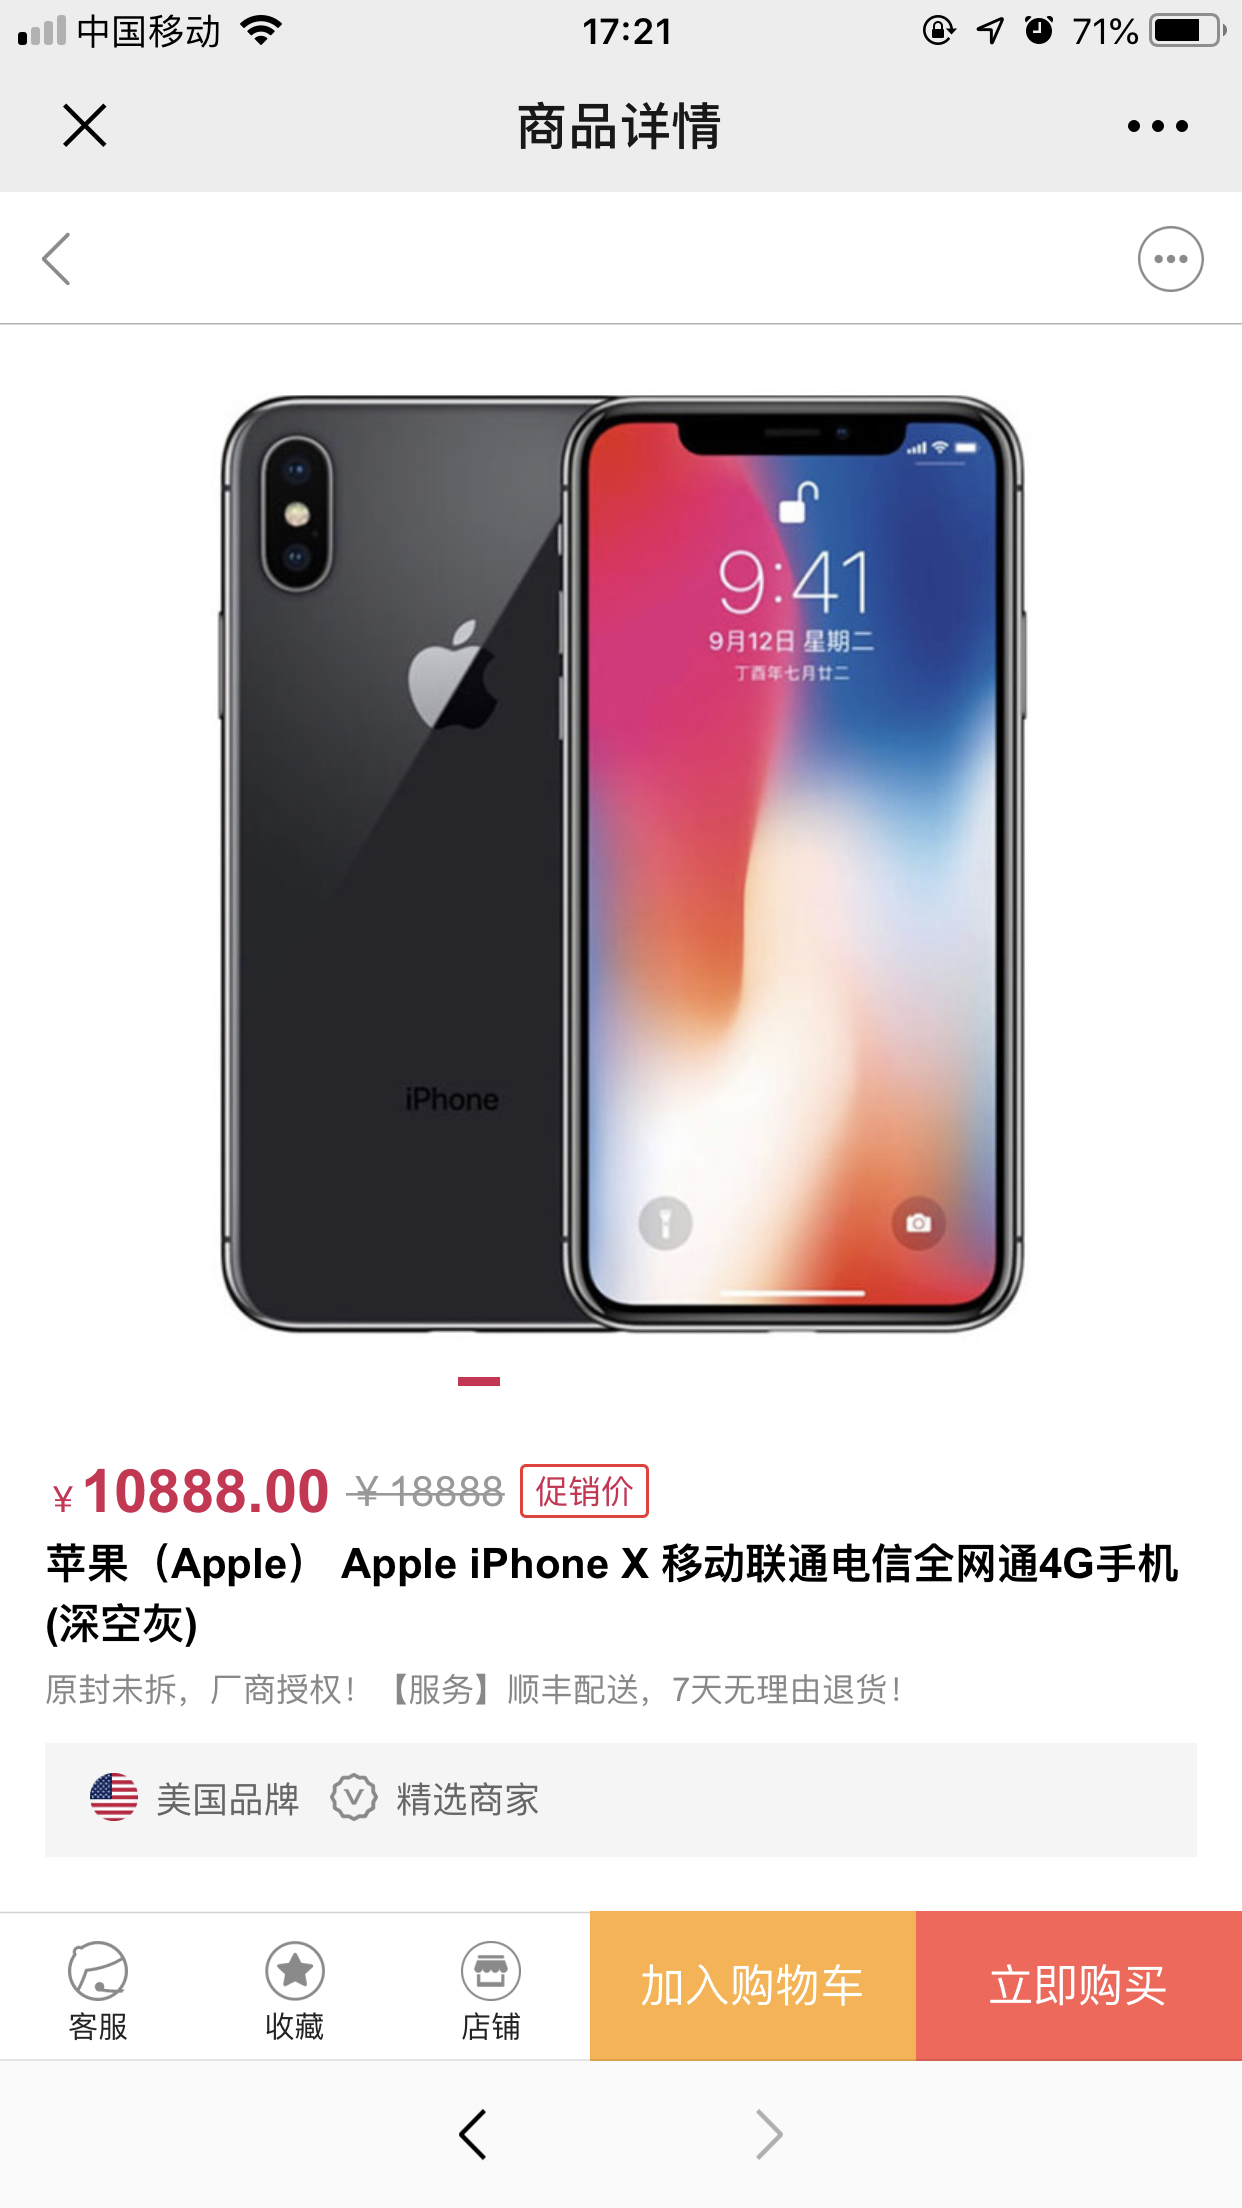 中国移动 17:21 71%
商品详情
9:41
9月12日 星期二
丁酉年七月廿二
iPhone
¥ 10888.00 ¥ 18888 促销价
苹果（Apple） Apple iPhone X 移动联通电信全网通4G手机
(深空灰)
原封未拆，厂商授权！【服务】顺丰配送，7天无理由退货！
美国品牌 V 精选商家
客服 收藏 店铺 加入购物车 立即购买